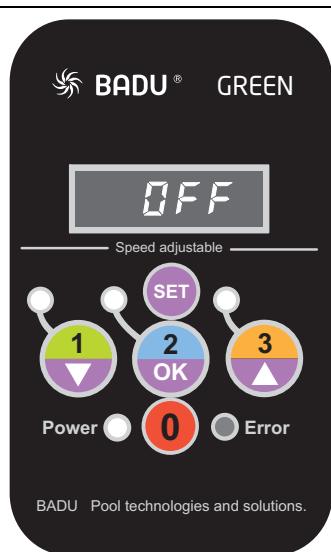 BADU® GREEN
OFF
Speed adjustable
SET
1 2 3
OK
Power 0 Error
BADU Pool technologies and solutions.